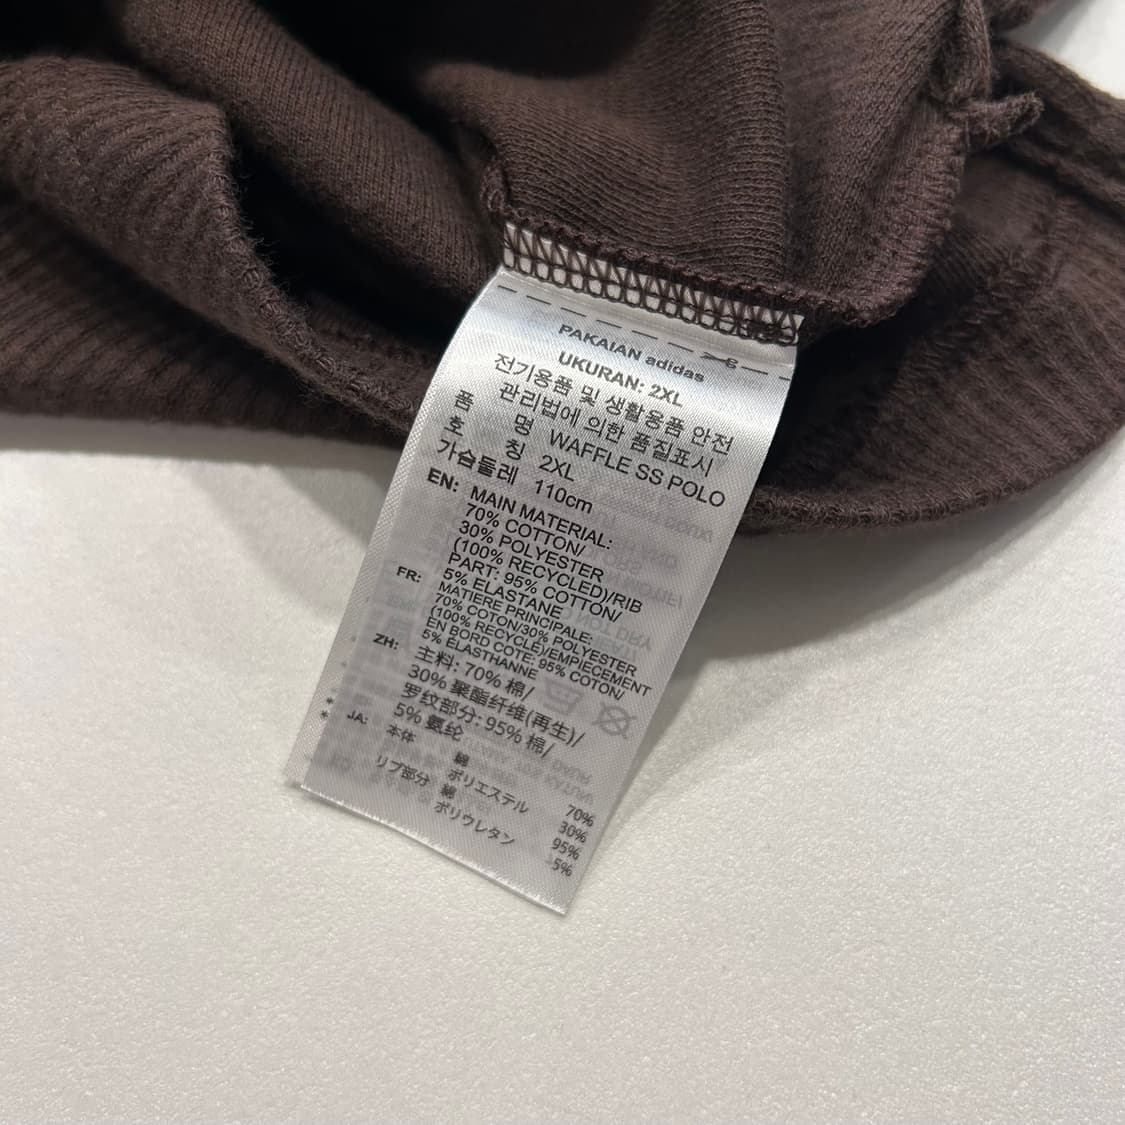 PAKAIAN adidas
UKURAN: 2XL
전기용품 및 생활용품 안전
관리법에 의한 품질표시
품 명 WAFFLE SS POLO
호 칭 2XL
가슴둘레 110cm
EN: MAIN MATERIAL:
70% COTTON/
30% POLYESTER
(100% RECYCLED)/RIB
PART: 95% COTTON/
5% ELASTANE
FR: MATIERE PRINCIPALE:
70% COTON/30% POLYESTER
(100% RECYCLÉ)/EMPIECEMENT
EN BORD COTE: 95% COTON/
5% ÉLASTHANNE
ZH: 主料: 70% 棉/
30% 聚酯纤维(再生)/
罗纹部分: 95% 棉/
5% 氨纶
JA: 本体 綿 70%
ポリエステル 30%
リブ部分 綿 95%
ポリウレタン 5%